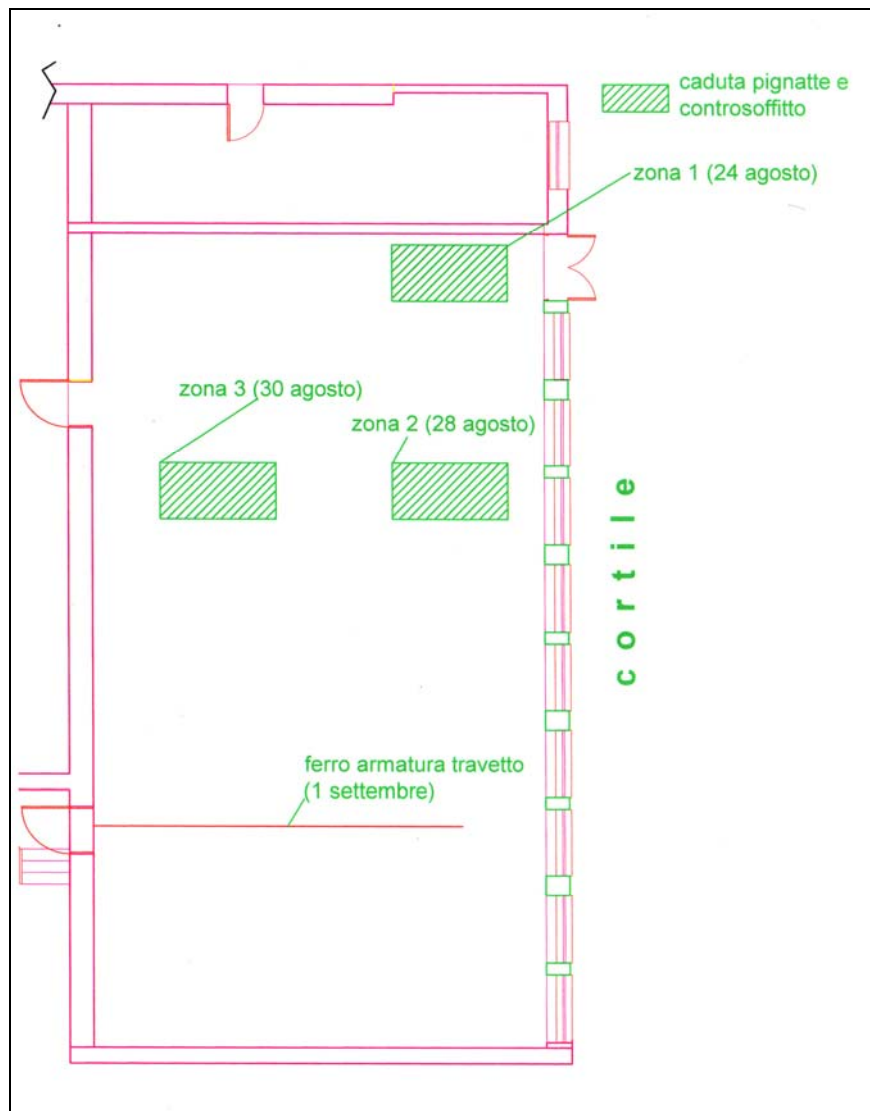 caduta pignatte e
controsoffitto
zona 1 (24 agosto)
zona 3 (30 agosto)
zona 2 (28 agosto)
cortile
ferro armatura travetto
(1 settembre)